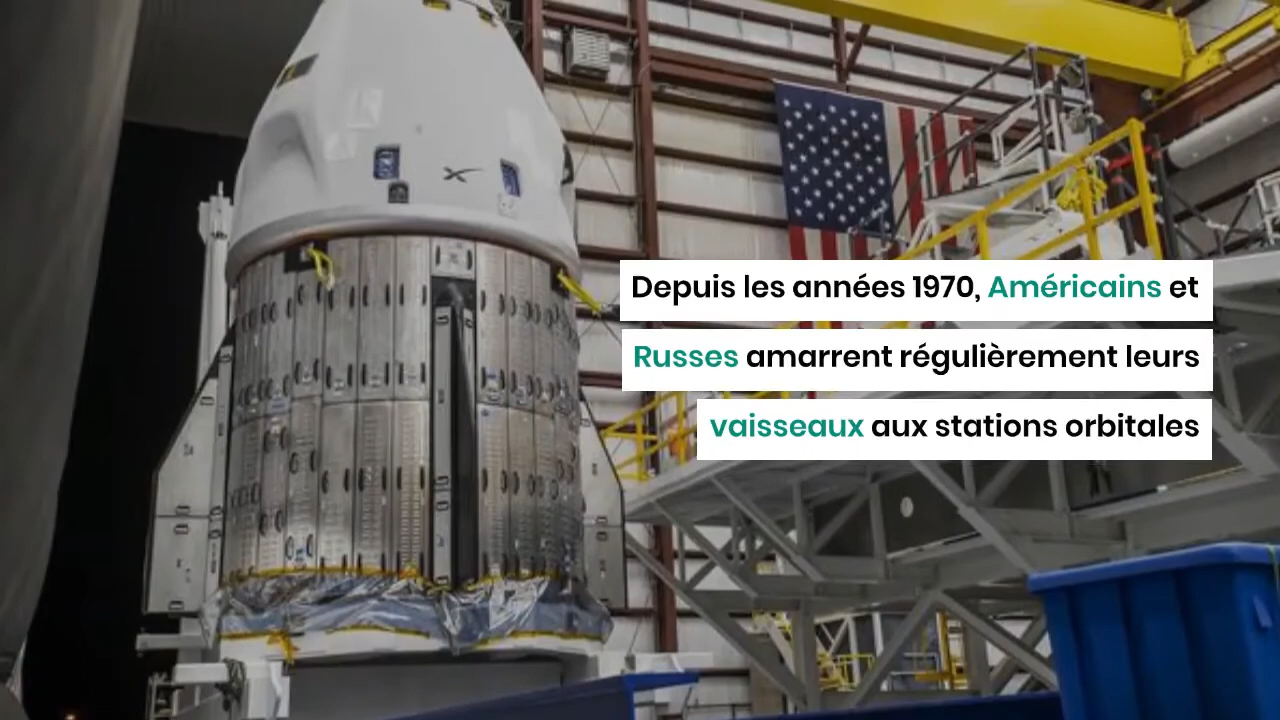 Depuis les années 1970, Américains et
Russes amarrent régulièrement leurs
vaisseaux aux stations orbitales